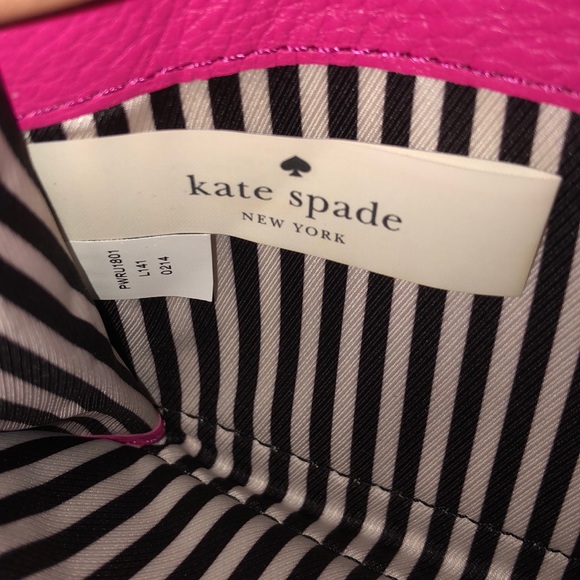 kate spade
NEW YORK
PWRU1801
L141
0214